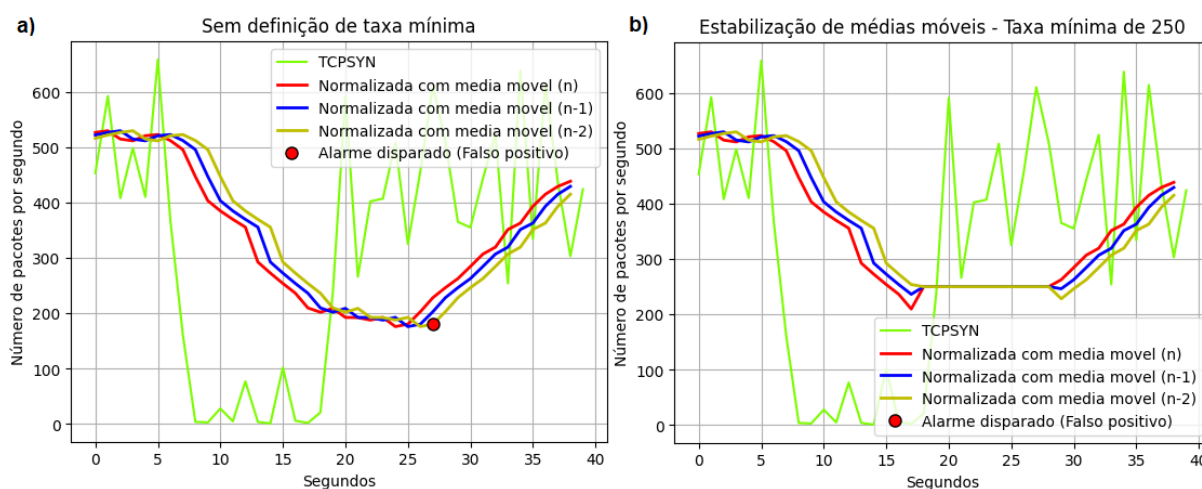 a)
Sem definição de taxa mínima
Número de pacotes por segundo
600
500
400
300
200
100
0
TCPSYN
Normalizada com media movel (n)
Normalizada com media movel (n-1)
Normalizada com media movel (n-2)
Alarme disparado (Falso positivo)
0 5 10 15 20 25 30 35 40
Segundos
b)
Estabilização de médias móveis - Taxa mínima de 250
Número de pacotes por segundo
600
500
400
300
200
100
0
TCPSYN
Normalizada com media movel (n)
Normalizada com media movel (n-1)
Normalizada com media movel (n-2)
Alarme disparado (Falso positivo)
0 5 10 15 20 25 30 35 40
Segundos